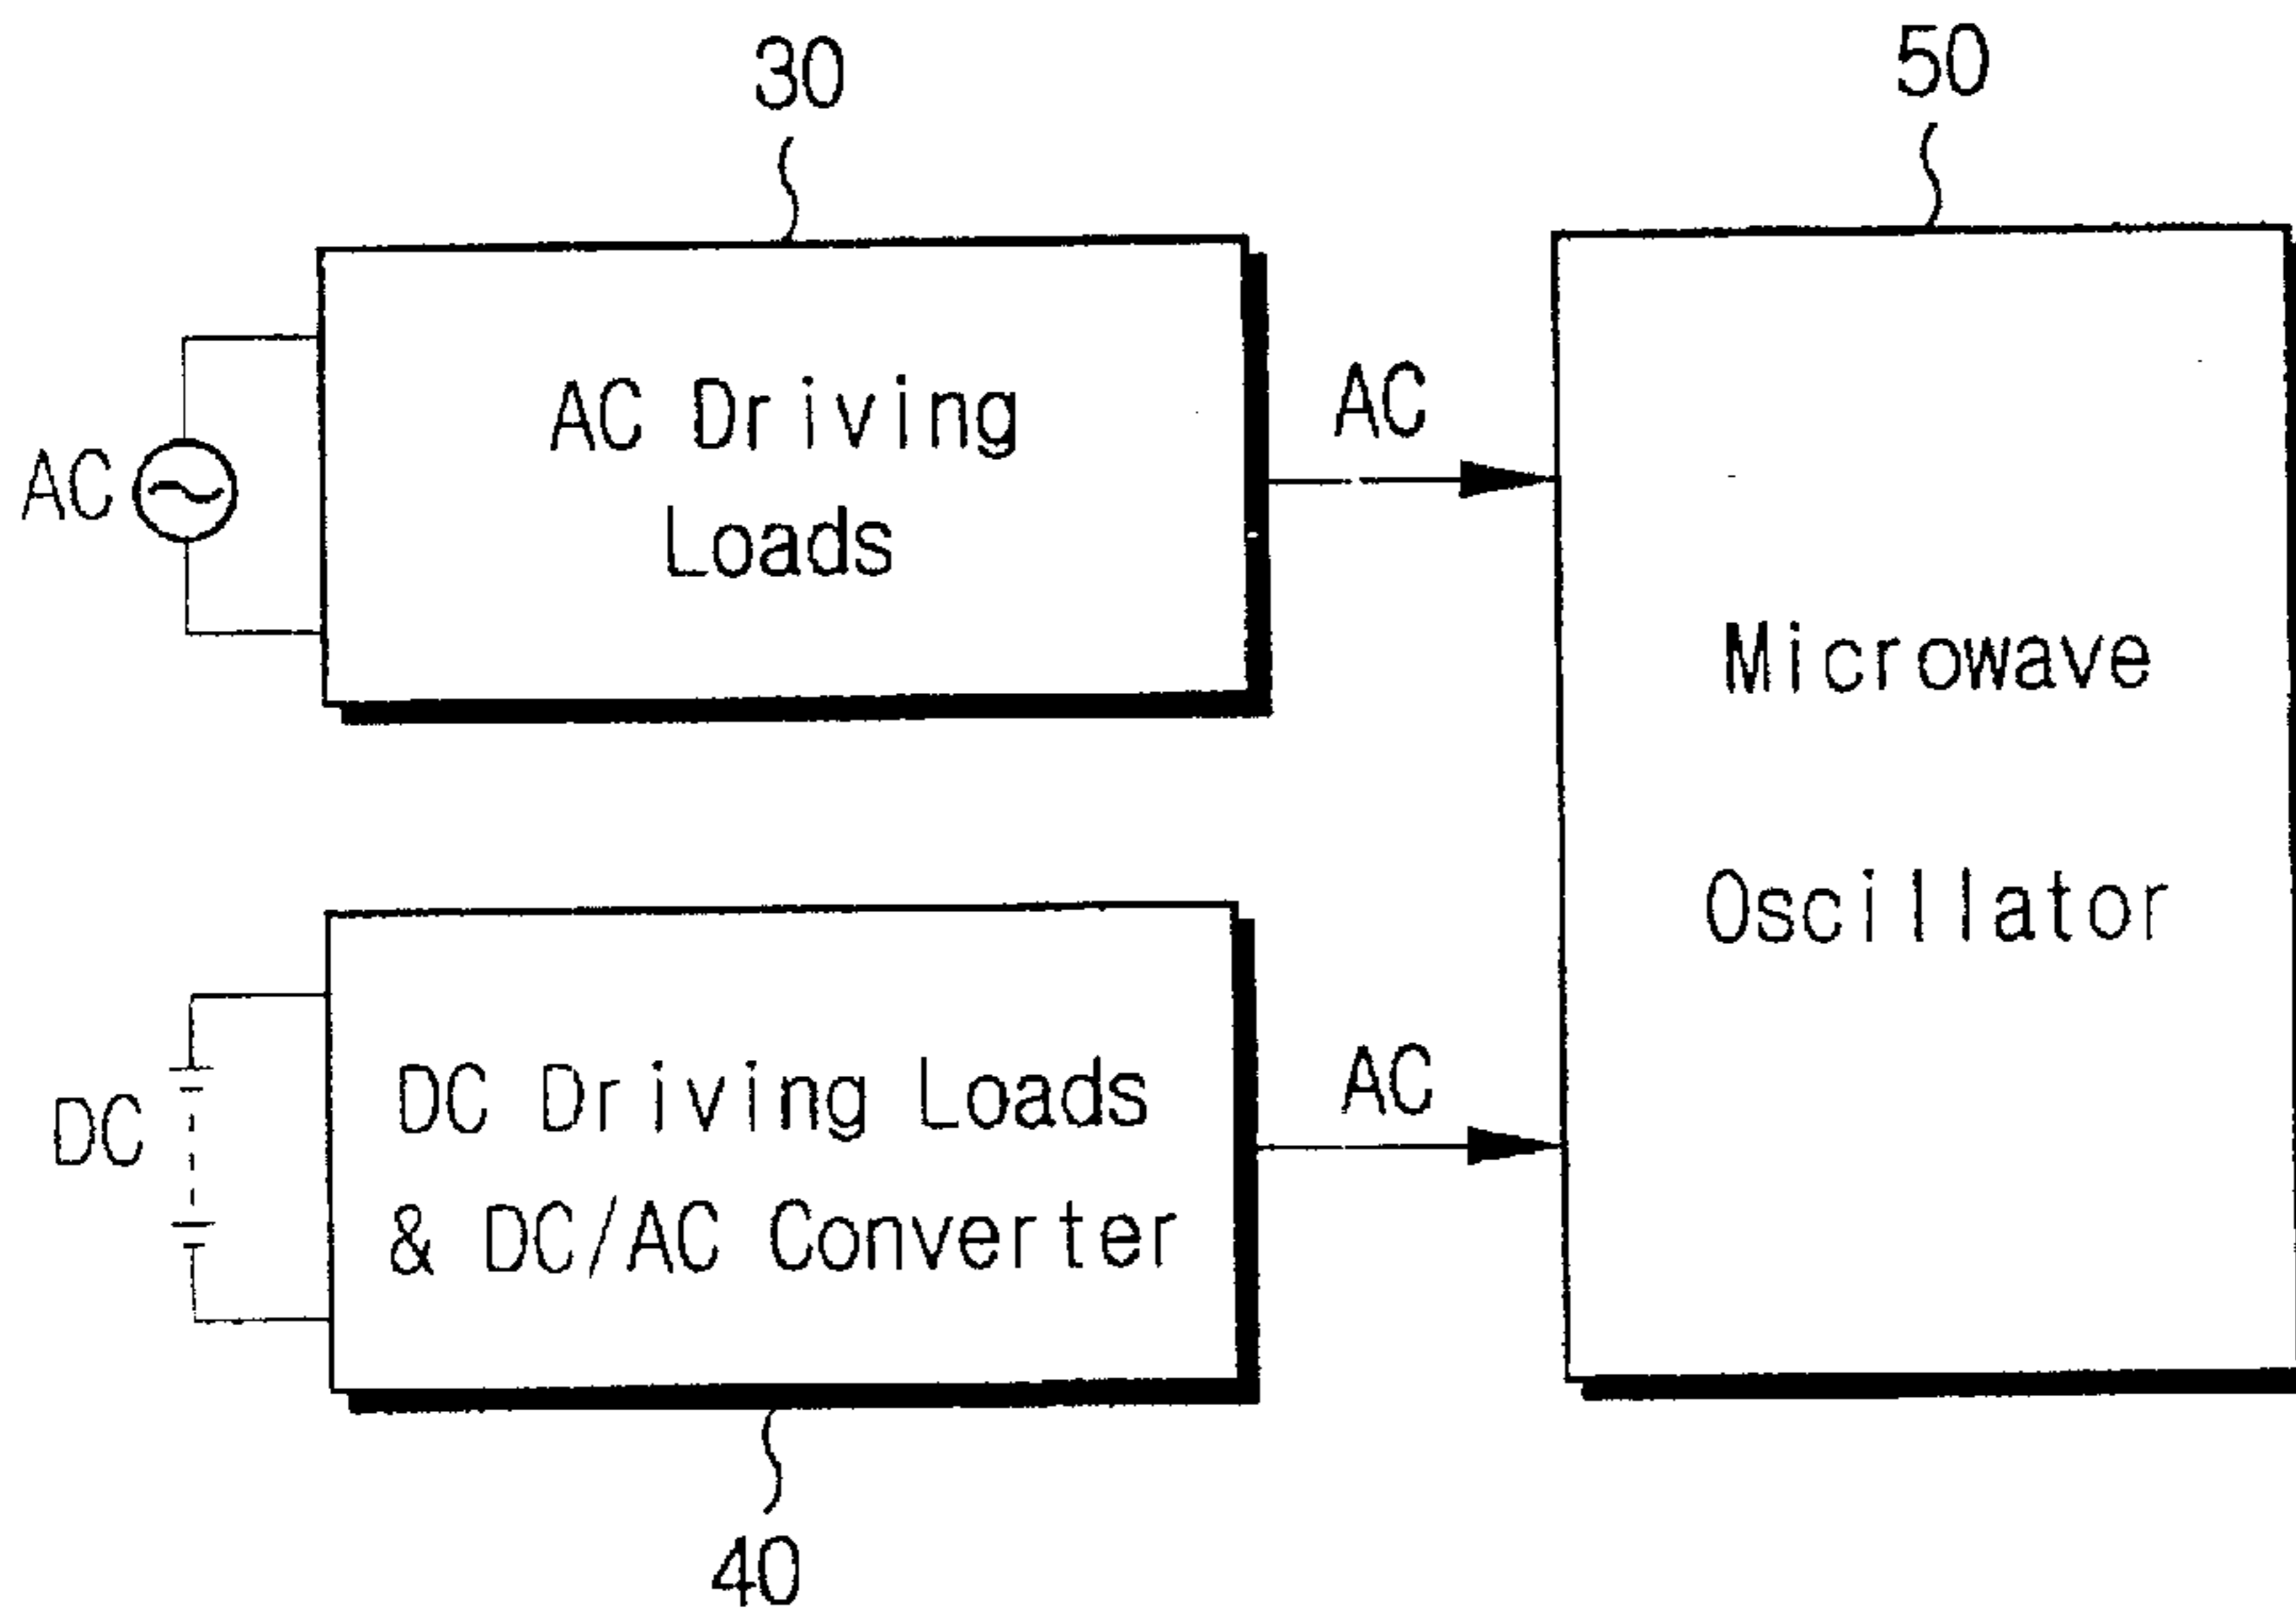 30
50
AC
AC Driving
Loads
AC
Microwave
Oscillator
DC
DC Driving Loads
& DC/AC Converter
AC
40